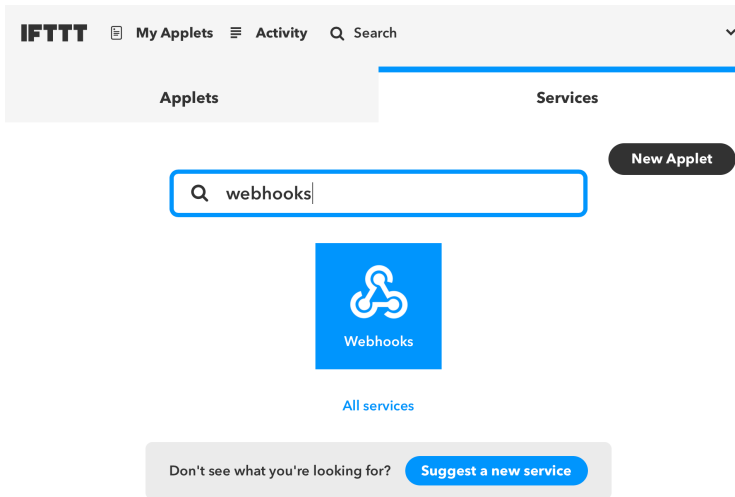 IFTTT My Applets Activity Search
Applets Services
New Applet
webhooks
Webhooks
All services
Don't see what you're looking for? Suggest a new service